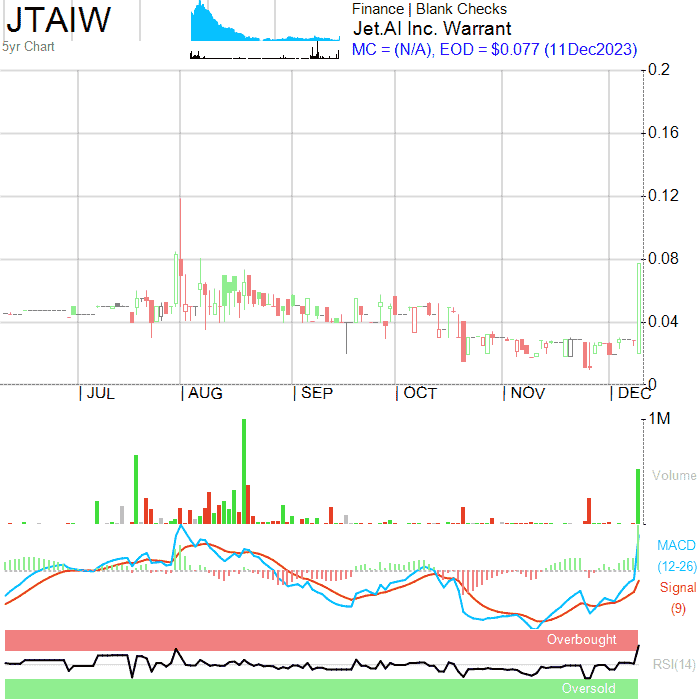 JTAIW
5yr Chart
Finance | Blank Checks
Jet.AI Inc. Warrant
MC = (N/A), EOD = $0.077 (11Dec2023)
0.2
0.16
0.12
0.08
0.04
0
JUL
AUG
SEP
OCT
NOV
DEC
1M
Volume
MACD
(12-26)
Signal
(9)
Overbought
RSI(14)
Oversold